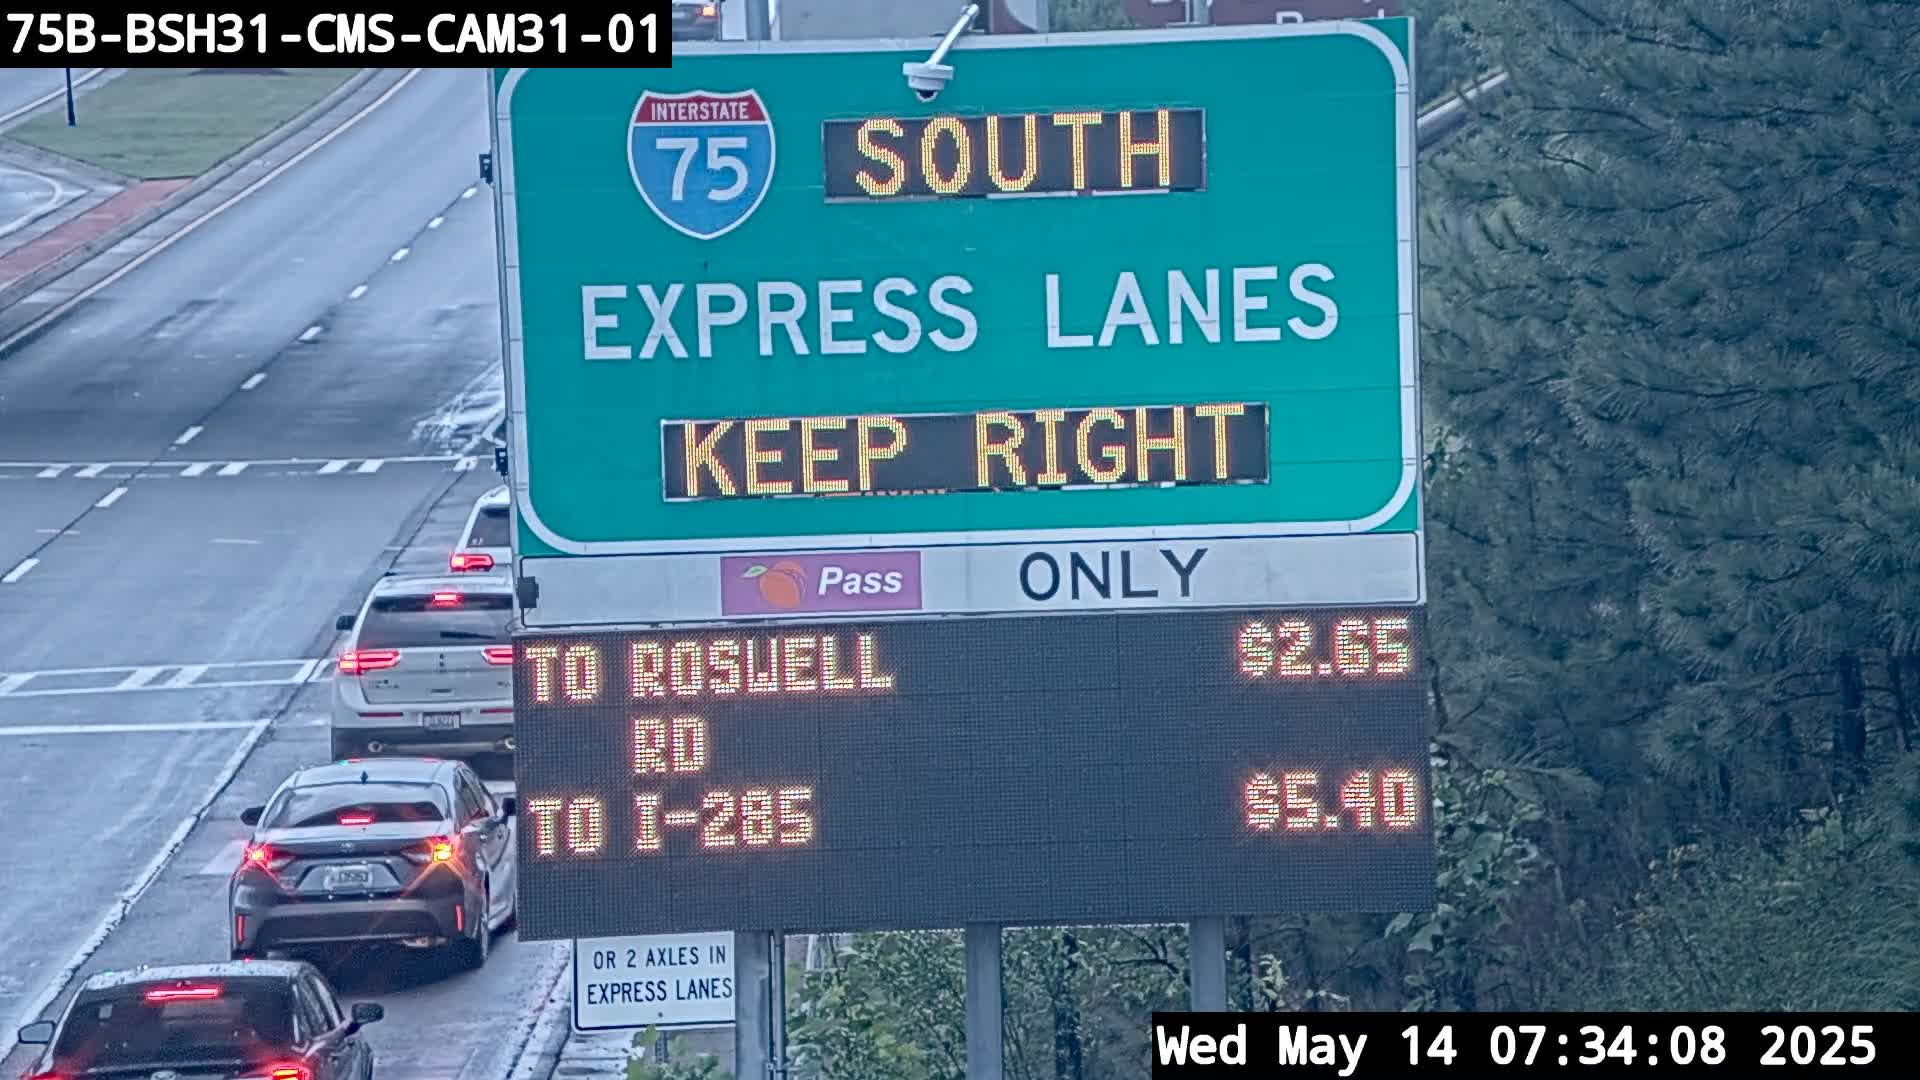 75B-BSH31-CMS-CAM31-01
INTERSTATE
75
SOUTH
EXPRESS LANES
KEEP RIGHT
Pass
ONLY
TO ROSWELL $2.65
RD
TO I-285 $5.40
OR 2 AXLES IN
EXPRESS LANES
Wed May 14 07:34:08 2025